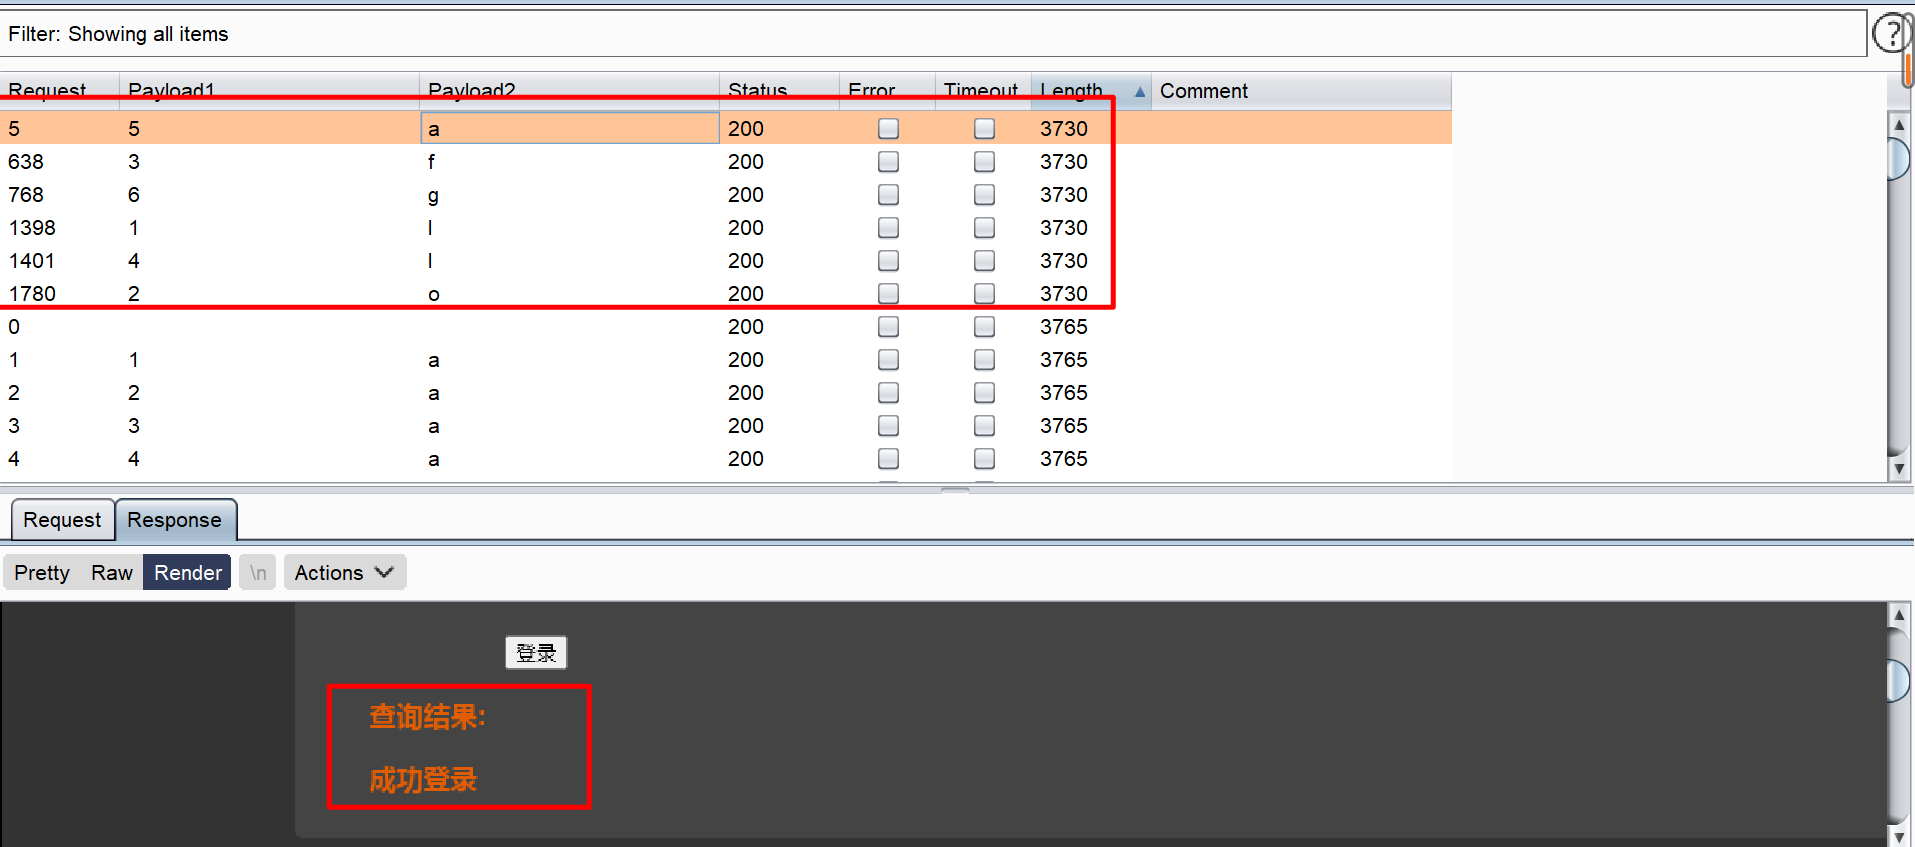 Filter: Showing all items
?
Request Payload1 Payload2 Status Error Timeout Length Comment
5 5 a 200 3730
638 3 f 200 3730
768 6 g 200 3730
1398 1 l 200 3730
1401 4 l 200 3730
1780 2 o 200 3730
0 200 3765
1 1 a 200 3765
2 2 a 200 3765
3 3 a 200 3765
4 4 a 200 3765
Request Response
Pretty Raw Render \n Actions
登录
查询结果:
成功登录